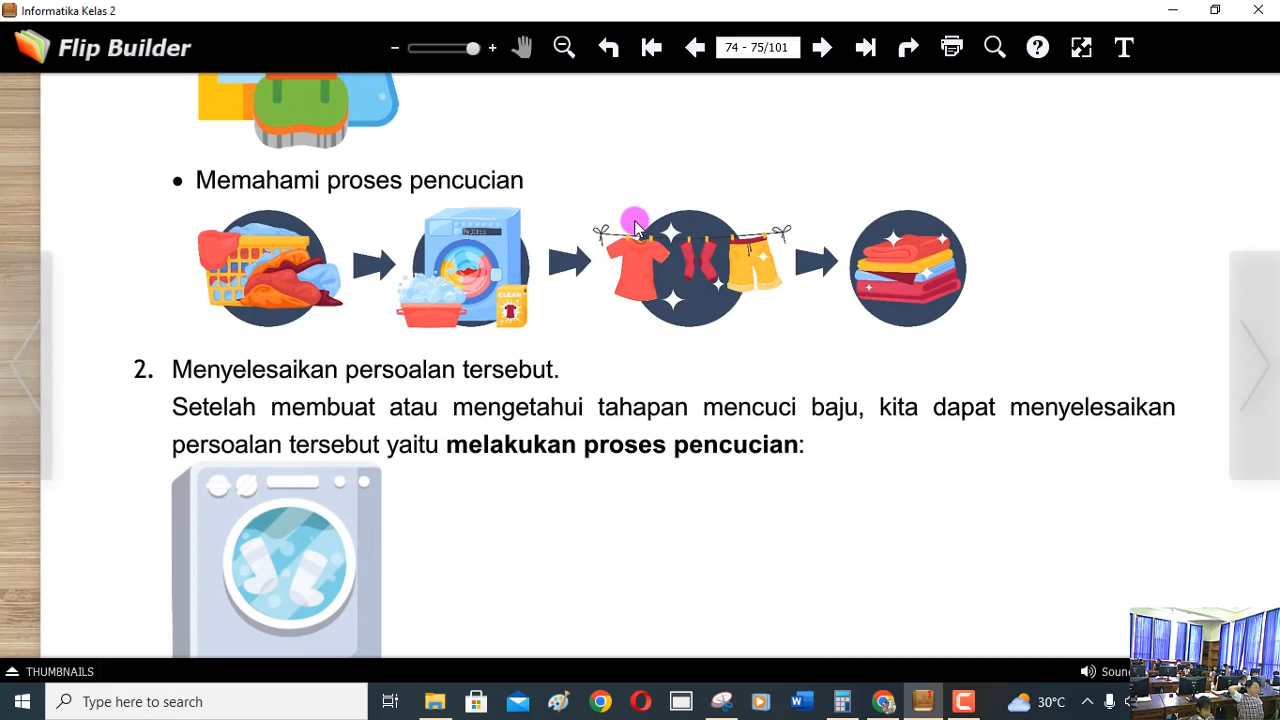 Informatika Kelas 2
Flip Builder
74 - 75/101
• Memahami proses pencucian
PROCESS
CLEAN
2. Menyelesaikan persoalan tersebut.
Setelah membuat atau mengetahui tahapan mencuci baju, kita dapat menyelesaikan
persoalan tersebut yaitu melakukan proses pencucian:
THUMBNAILS
Soun
Type here to search
30°C